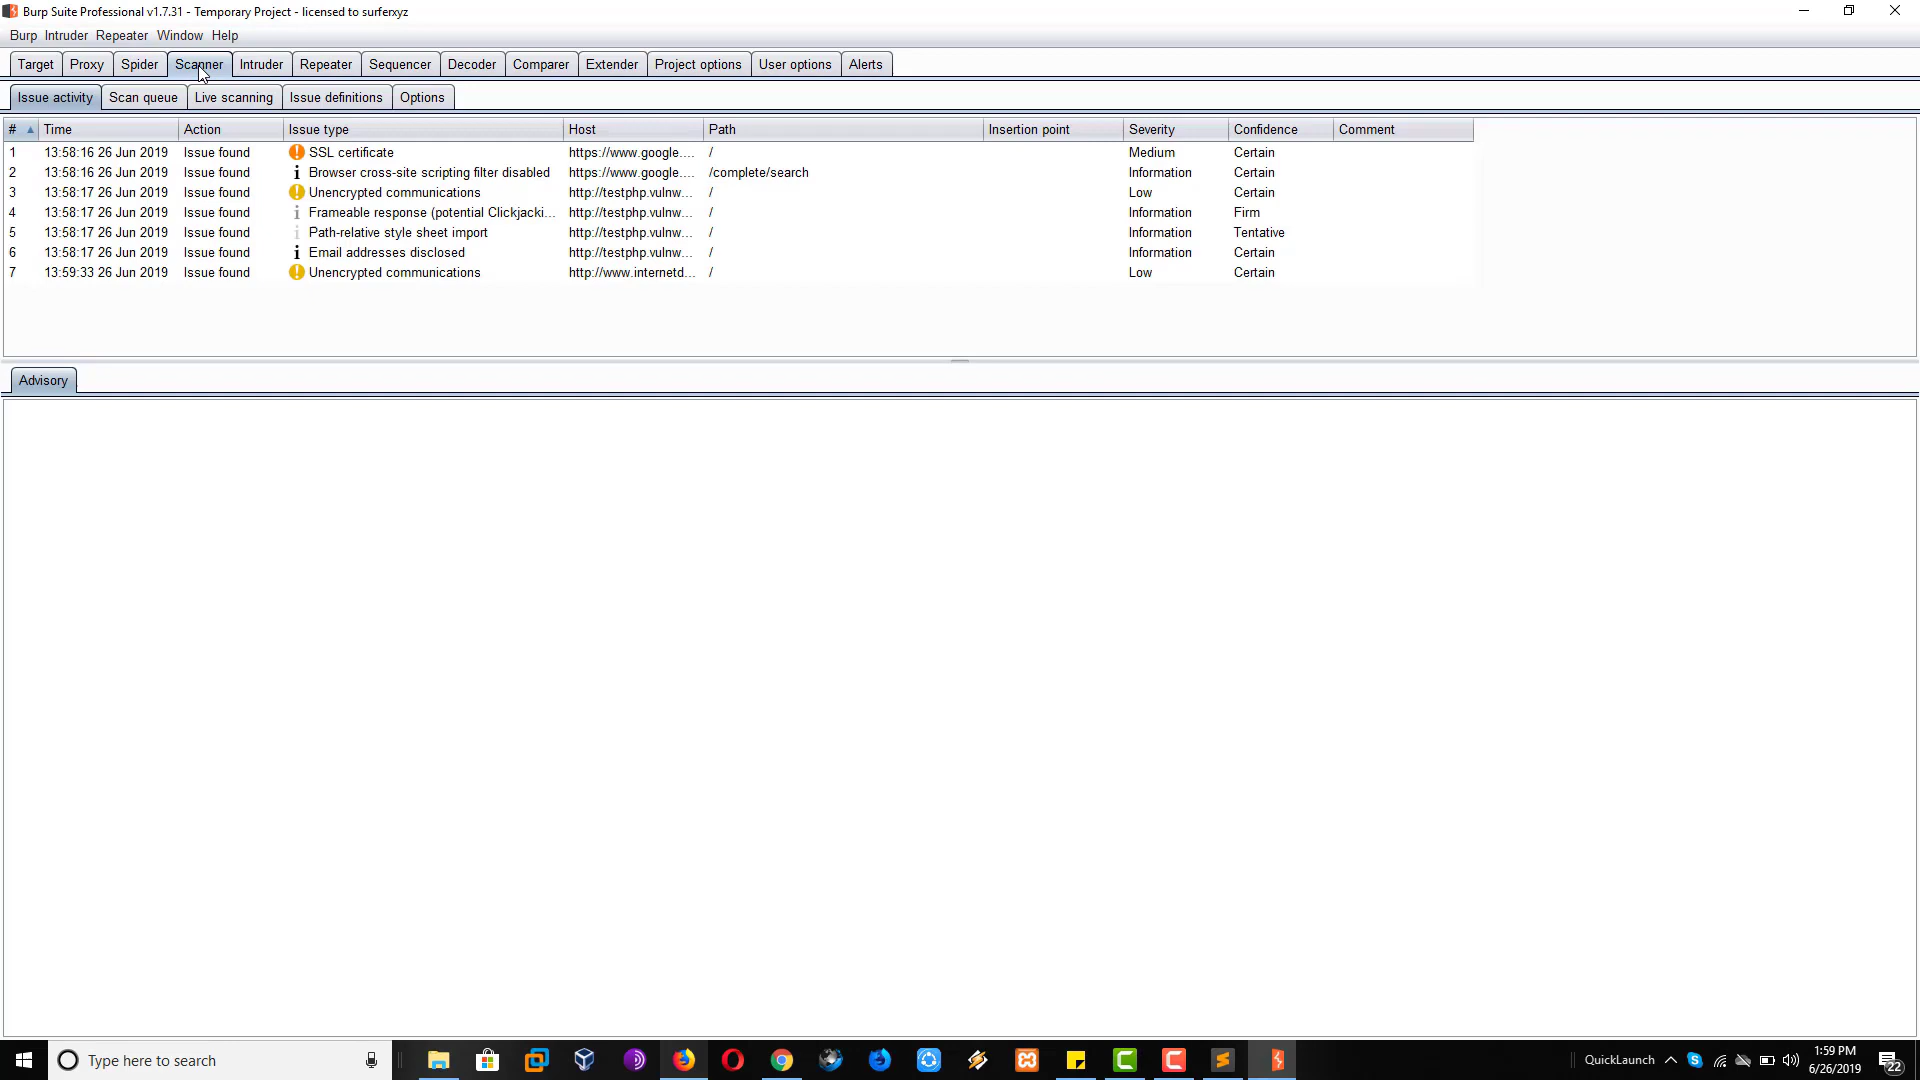 Burp Suite Professional v1.7.31 - Temporary Project - licensed to surferxyz
Burp Intruder Repeater Window Help
Target Proxy Spider Scanner Intruder Repeater Sequencer Decoder Comparer Extender Project options User options Alerts
Issue activity Scan queue Live scanning Issue definitions Options
# Time Action Issue type Host Path Insertion point Severity Confidence Comment
1 13:58:16 26 Jun 2019 Issue found SSL certificate https://www.google.... / Medium Certain
2 13:58:16 26 Jun 2019 Issue found Browser cross-site scripting filter disabled https://www.google.... /complete/search Information Certain
3 13:58:17 26 Jun 2019 Issue found Unencrypted communications http://testphp.vulnw... / Low Certain
4 13:58:17 26 Jun 2019 Issue found Frameable response (potential Clickjacki... http://testphp.vulnw... / Information Firm
5 13:58:17 26 Jun 2019 Issue found Path-relative style sheet import http://testphp.vulnw... / Information Tentative
6 13:58:17 26 Jun 2019 Issue found Email addresses disclosed http://testphp.vulnw... / Information Certain
7 13:59:33 26 Jun 2019 Issue found Unencrypted communications http://www.internetd... / Low Certain
Advisory
Type here to search
QuickLaunch
1:59 PM
6/26/2019
22